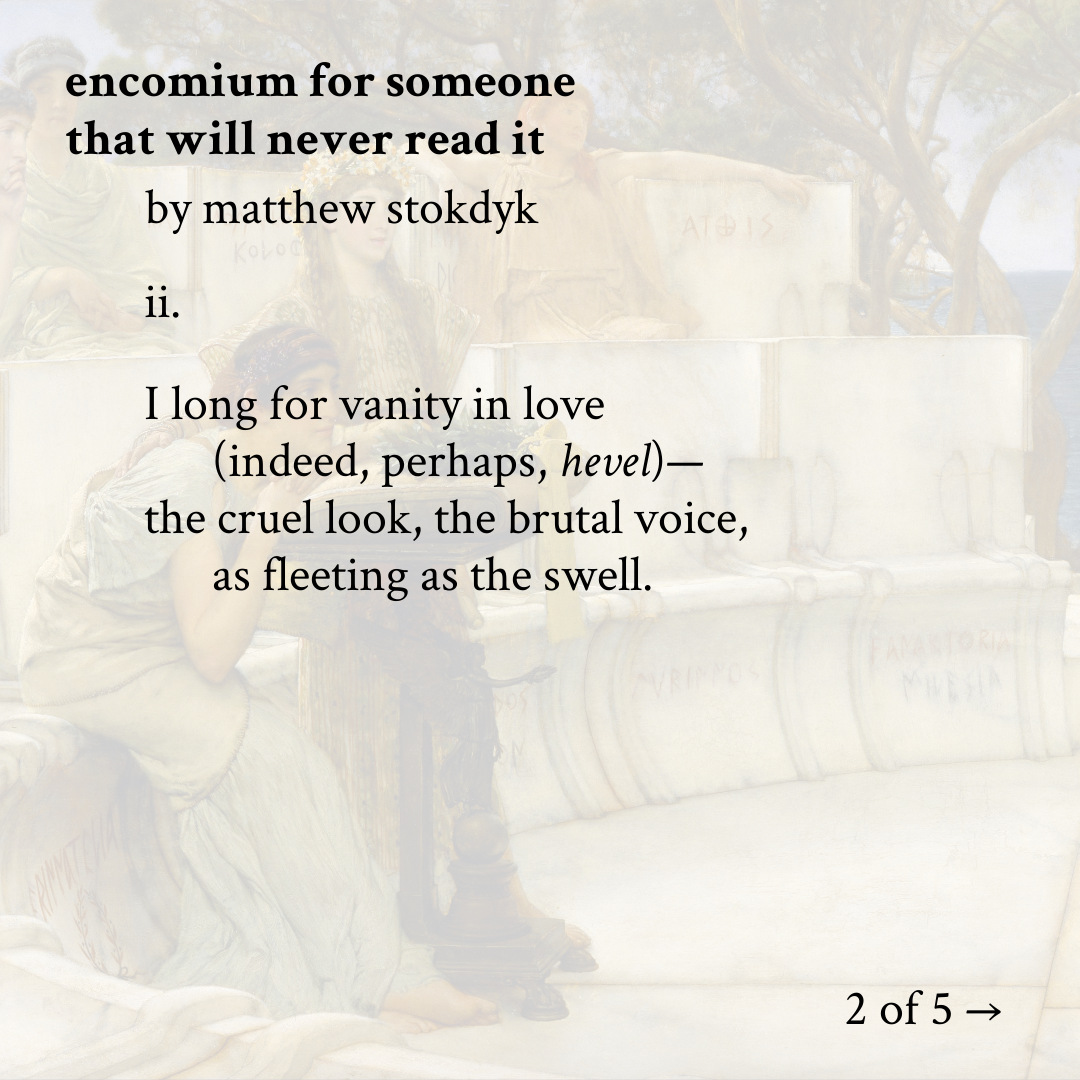 encomium for someone
that will never read it
by matthew stokdyk
ii.
I long for vanity in love
(indeed, perhaps, hevel)—
the cruel look, the brutal voice,
as fleeting as the swell.
2 of 5 →